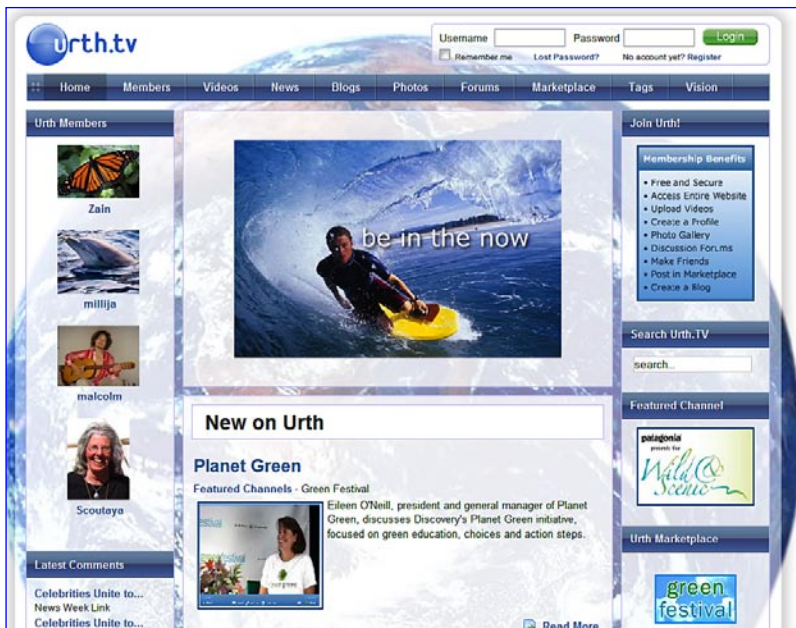 urth.tv
Username Password Login
Remember me Lost Password? No account yet? Register
Home Members Videos News Blogs Photos Forums Marketplace Tags Vision
Urth Members
Zain
millija
malcolm
Scoutaya
Latest Comments
Celebrities Unite to...
News Week Link
Celebrities Unite to...
be in the now
New on Urth
Planet Green
Featured Channels - Green Festival
Eileen O'Neill, president and general manager of Planet
Green, discusses Discovery's Planet Green initiative,
focused on green education, choices and action steps.
Read More
Join Urth!
Membership Benefits
• Free and Secure
• Access Entire Website
• Upload Videos
• Create a Profile
• Photo Gallery
• Discussion Forums
• Make Friends
• Post in Marketplace
• Create a Blog
Search Urth.TV
search...
Featured Channel
patagonia
presents the
Wild &
Scenic
Urth Marketplace
green
festival